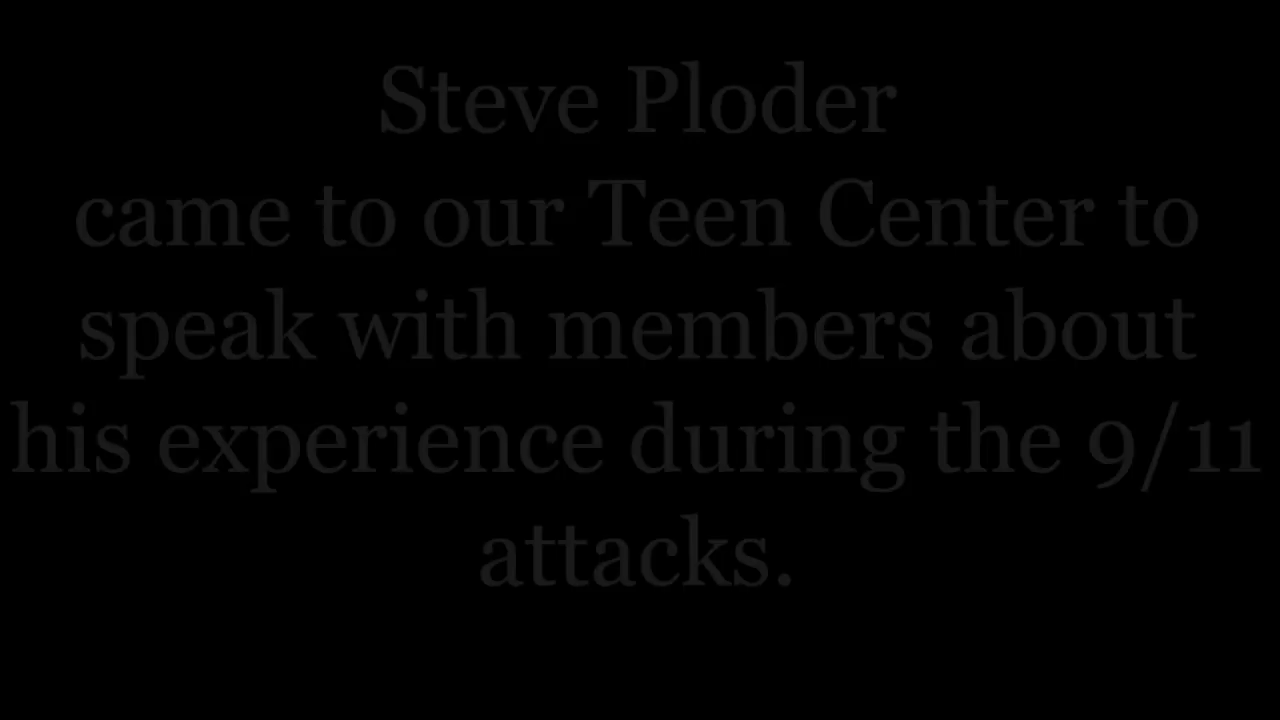 Steve Ploder
came to our Teen Center to
speak with members about
his experience during the 9/11
attacks.